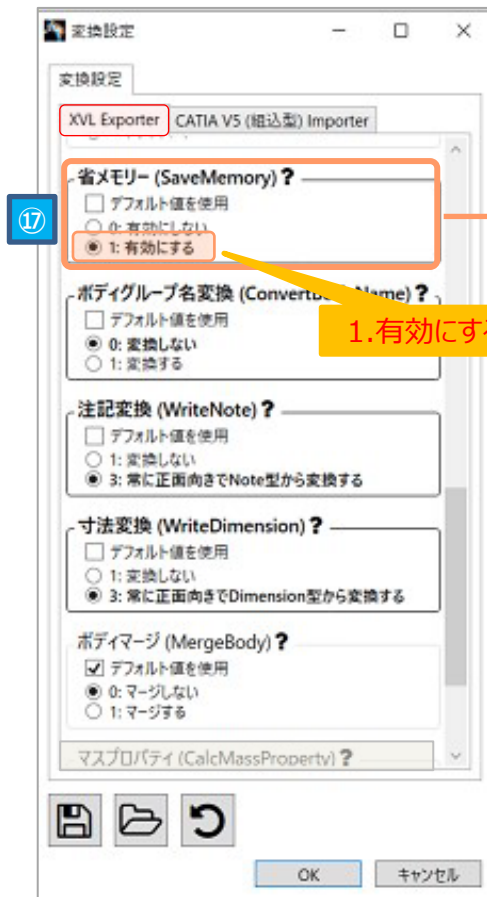 変換設定
変換設定
XVL Exporter CATIA V5 (組込型) Importer
省メモリー (SaveMemory) ?
デフォルト値を使用
0: 有効にしない
1: 有効にする
⑰
ボディグループ名変換 (ConvertBodyName) ?
デフォルト値を使用
0: 変換しない
1: 変換する
1.有効にする
注記変換 (WriteNote) ?
デフォルト値を使用
1: 変換しない
3: 常に正面向きでNote型から変換する
寸法変換 (WriteDimension) ?
デフォルト値を使用
1: 変換しない
3: 常に正面向きでDimension型から変換する
ボディマージ (MergeBody) ?
デフォルト値を使用
0: マージしない
1: マージする
マスプロパティ (CalcMassProperty) ?
OK キャンセル